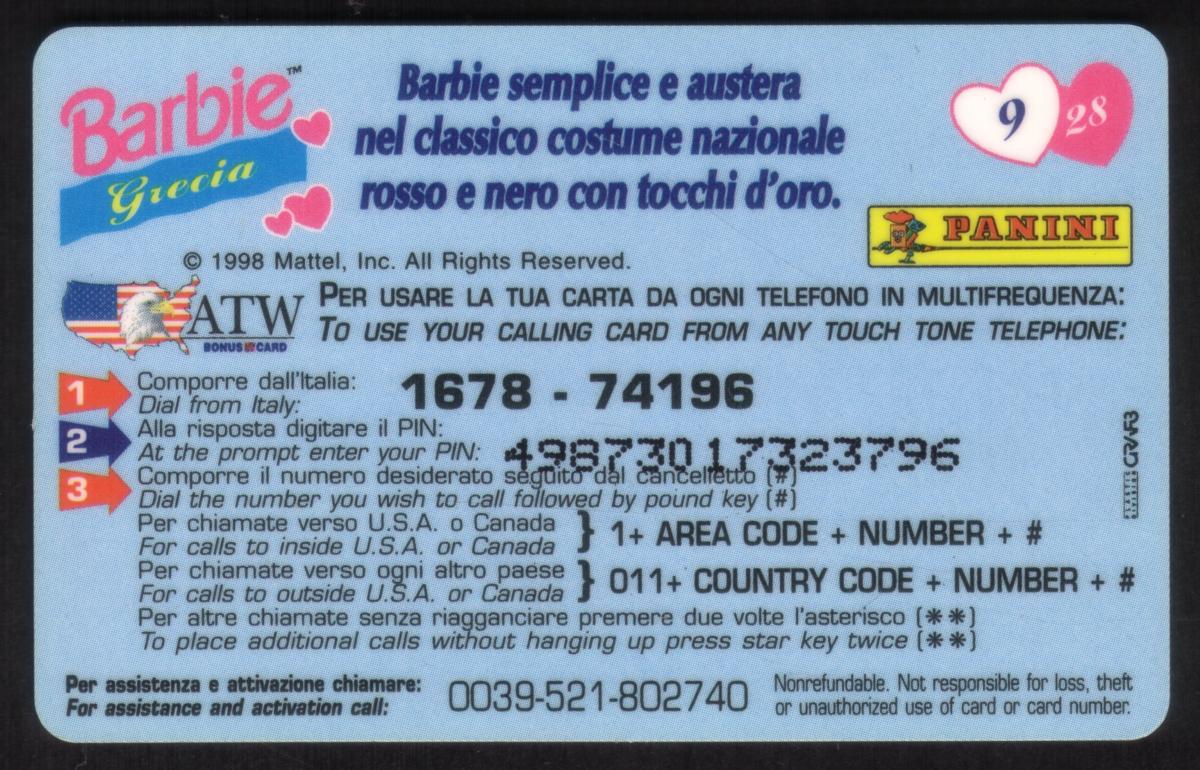 Barbie™
Grecia
Barbie semplice e austera
nel classico costume nazionale
rosso e nero con tocchi d'oro.
9 28
PANINI
© 1998 Mattel, Inc. All Rights Reserved.
ATW
BONUS CARD
PER USARE LA TUA CARTA DA OGNI TELEFONO IN MULTIFREQUENZA:
TO USE YOUR CALLING CARD FROM ANY TOUCH TONE TELEPHONE:
1 Comporre dall'Italia: 1678 - 74196
Dial from Italy:
2 Alla risposta digitare il PIN:
At the prompt enter your PIN: 49873017323796
3 Comporre il numero desiderato seguito dal cancelletto (#)
Dial the number you wish to call followed by pound key (#)
Per chiamate verso U.S.A. o Canada } 1+ AREA CODE + NUMBER + #
For calls to inside U.S.A. or Canada
Per chiamate verso ogni altro paese } 011+ COUNTRY CODE + NUMBER + #
For calls to outside U.S.A. or Canada
Per altre chiamate senza riagganciare premere due volte l'asterisco (**)
To place additional calls without hanging up press star key twice (**)
Per assistenza e attivazione chiamare: 0039-521-802740
For assistance and activation call:
Nonrefundable. Not responsible for loss, theft
or unauthorized use of card or card number.